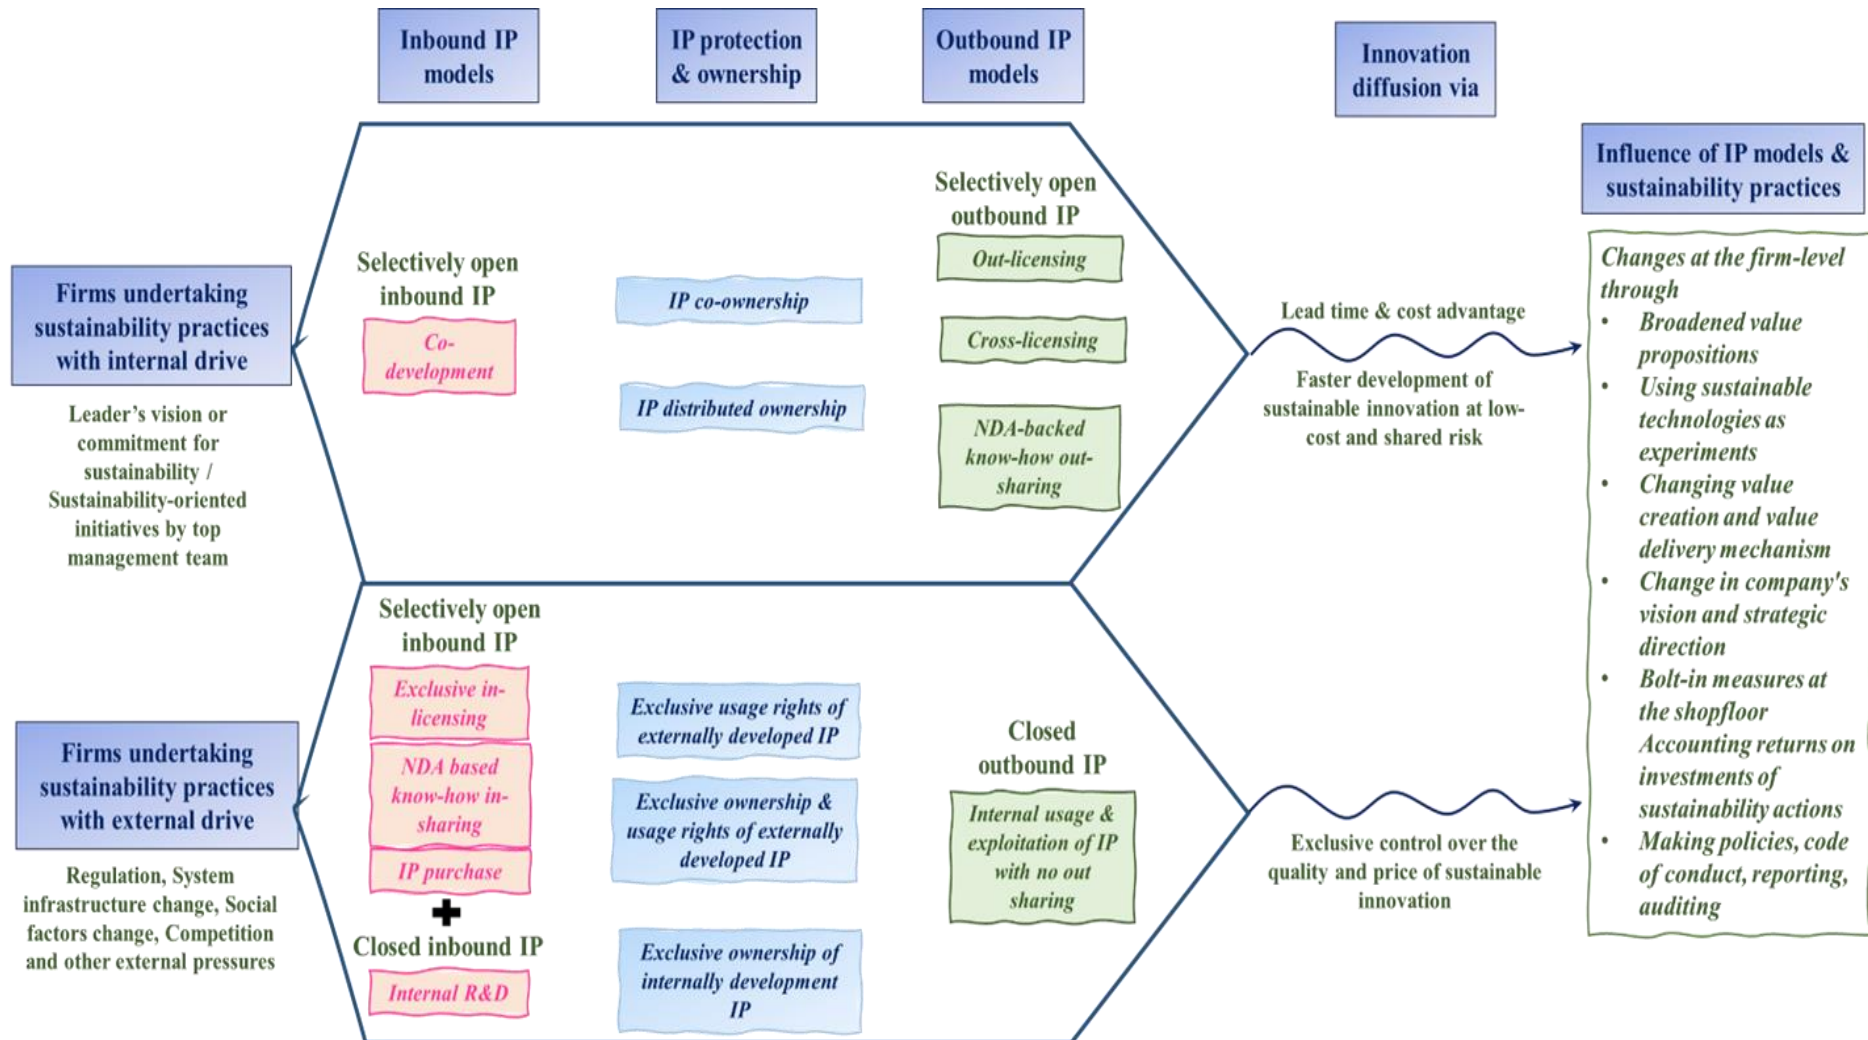 Inbound IP
models
IP protection
& ownership
Outbound IP
models
Innovation
diffusion via
Influence of IP models &
sustainability practices
Firms undertaking
sustainability practices
with internal drive
Leader’s vision or
commitment for
sustainability /
Sustainability-oriented
initiatives by top
management team
Selectively open
inbound IP
Co-
development
IP co-ownership
IP distributed ownership
Selectively open
outbound IP
Out-licensing
Cross-licensing
NDA-backed
know-how out-
sharing
Lead time & cost advantage
Faster development of
sustainable innovation at low-
cost and shared risk
Firms undertaking
sustainability practices
with external drive
Regulation, System
infrastructure change, Social
factors change, Competition
and other external pressures
Selectively open
inbound IP
Exclusive in-
licensing
NDA based
know-how in-
sharing
IP purchase
Closed inbound IP
Internal R&D
Exclusive usage rights of
externally developed IP
Exclusive ownership &
usage rights of externally
developed IP
Exclusive ownership of
internally development
IP
Closed
outbound IP
Internal usage &
exploitation of IP
with no out
sharing
Exclusive control over the
quality and price of sustainable
innovation
Changes at the firm-level
through
• Broadened value
propositions
• Using sustainable
technologies as
experiments
• Changing value
creation and value
delivery mechanism
• Change in company's
vision and strategic
direction
• Bolt-in measures at
the shopfloor
Accounting returns on
investments of
sustainability actions
• Making policies, code
of conduct, reporting,
auditing